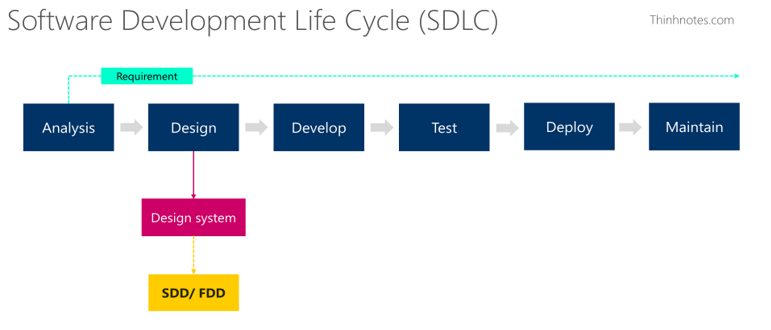 Software Development Life Cycle (SDLC)
Thinhnotes.com
Requirement
Analysis
Design
Develop
Test
Deploy
Maintain
Design system
SDD/ FDD